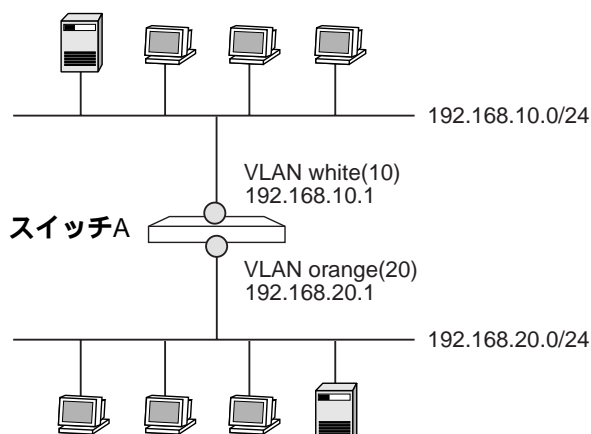 192.168.10.0/24
VLAN white(10)
192.168.10.1
スイッチA
VLAN orange(20)
192.168.20.1
192.168.20.0/24